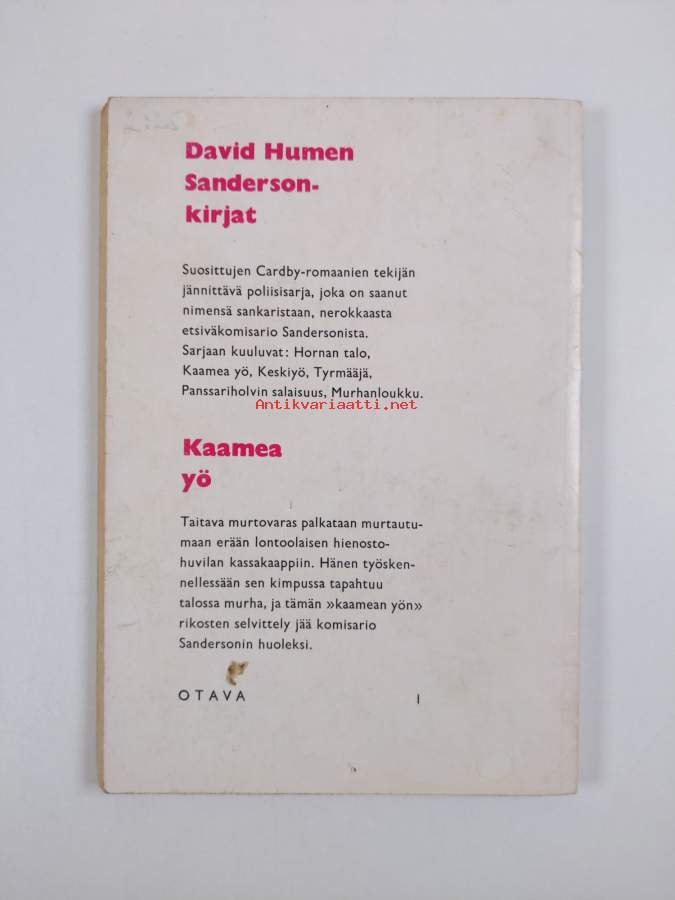 David Humen
Sanderson-
kirjat
Suosittujen Cardby-romaanien tekijän
jännittävä poliisisarja, joka on saanut
nimensä sankaristaan, nerokkaasta
etsiväkomisario Sandersonista.
Sarjaan kuuluvat: Hornan talo,
Kaamea yö, Keskiyö, Tyrmääjä,
Panssariholvin salaisuus, Murhanloukku.
Antikvariaatti.net
Kaamea
yö
Taitava murtovaras palkataan murtautu-
maan erään lontoolaisen hienosto-
huvilan kassakaappiin. Hänen työsken-
nellessään sen kimpussa tapahtuu
talossa murha, ja tämän »kaamean yön»
rikosten selvittely jää komisario
Sandersonin huoleksi.
OTAVA I